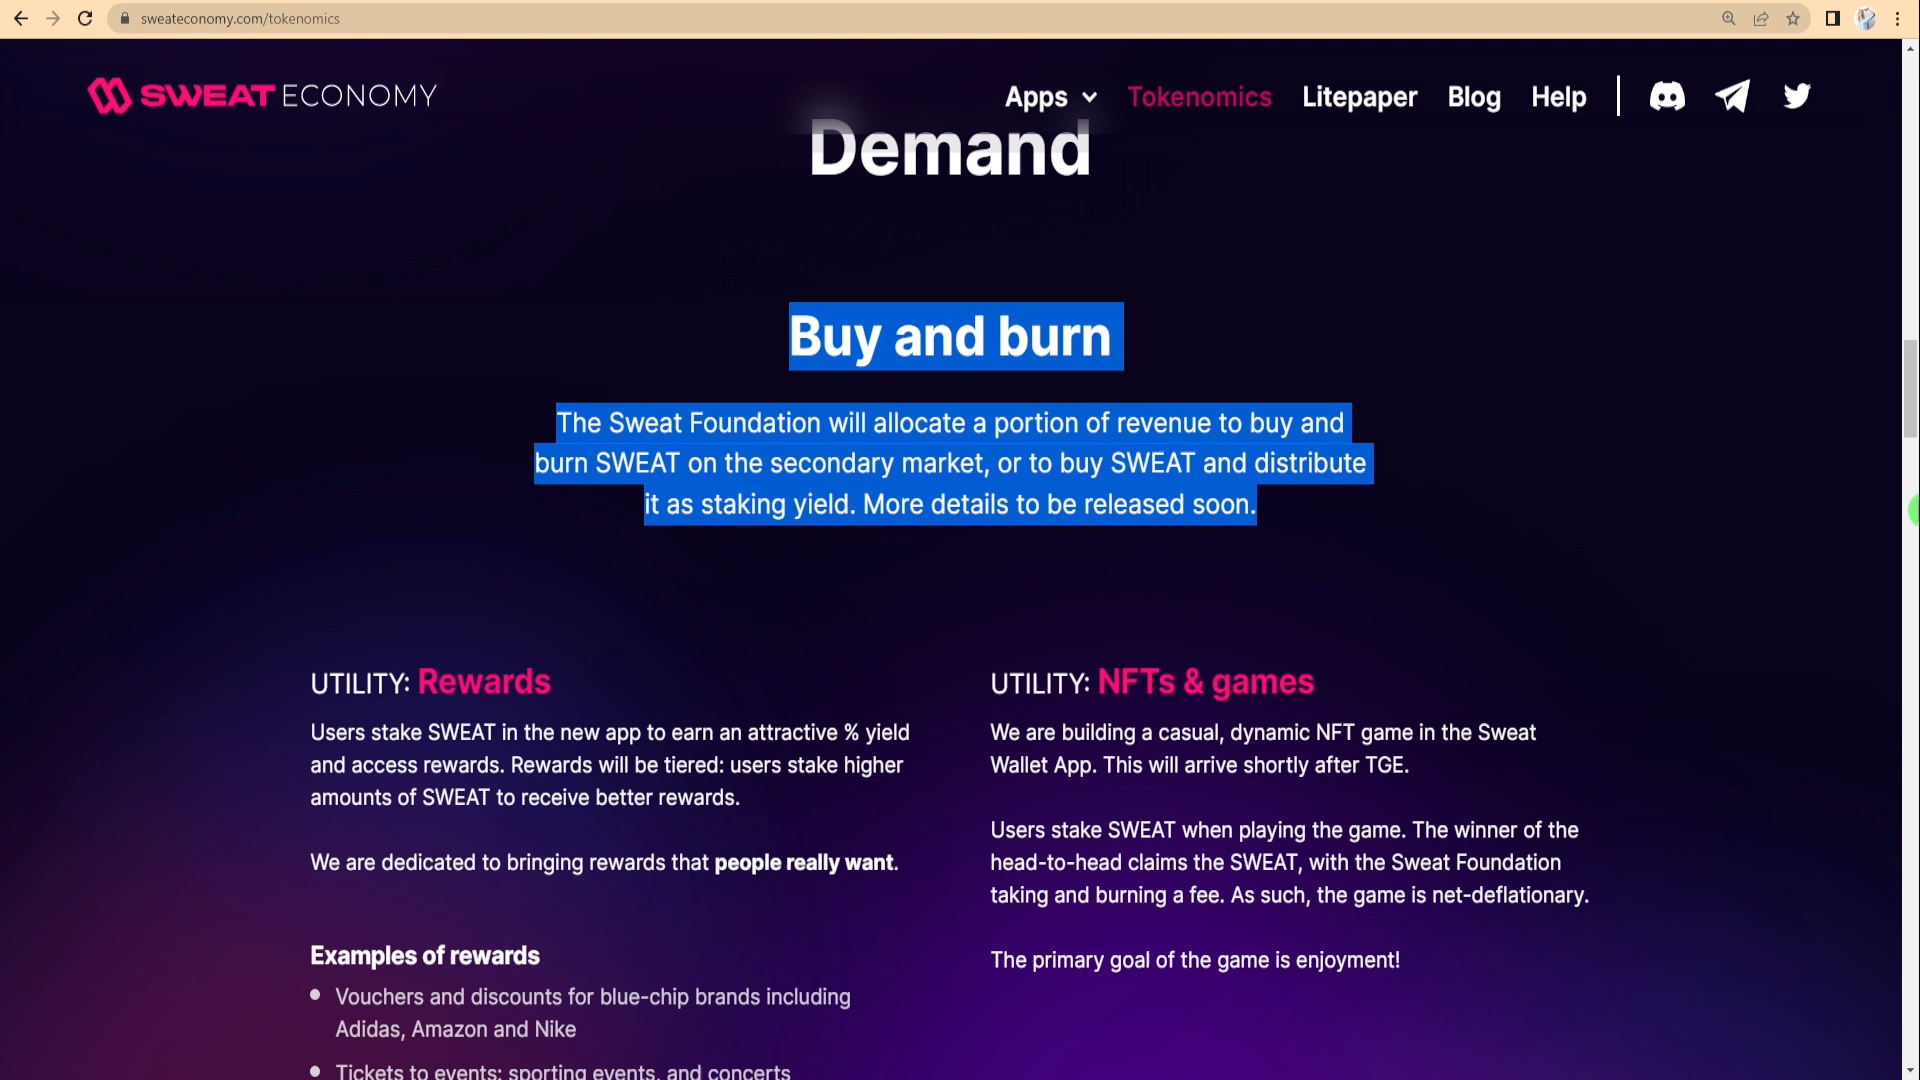 sweateconomy.com/tokenomics
SWEAT ECONOMY
Apps Tokenomics Litepaper Blog Help
Demand
Buy and burn
The Sweat Foundation will allocate a portion of revenue to buy and
burn SWEAT on the secondary market, or to buy SWEAT and distribute
it as staking yield. More details to be released soon.
UTILITY: Rewards
Users stake SWEAT in the new app to earn an attractive % yield
and access rewards. Rewards will be tiered: users stake higher
amounts of SWEAT to receive better rewards.
We are dedicated to bringing rewards that people really want.
Examples of rewards
Vouchers and discounts for blue-chip brands including
Adidas, Amazon and Nike
Tickets to events: sporting events, and concerts
UTILITY: NFTs & games
We are building a casual, dynamic NFT game in the Sweat
Wallet App. This will arrive shortly after TGE.
Users stake SWEAT when playing the game. The winner of the
head-to-head claims the SWEAT, with the Sweat Foundation
taking and burning a fee. As such, the game is net-deflationary.
The primary goal of the game is enjoyment!